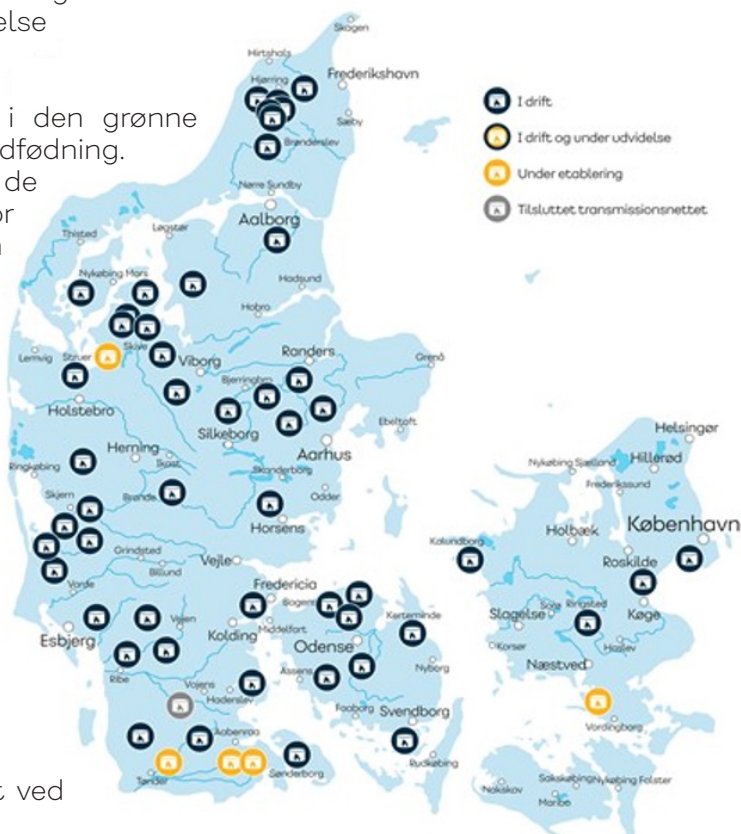 else
i den grønne
dfødning.
de
or
t ved
I drift
I drift og under udvidelse
Under etablering
Tilsluttet transmissionsnettet
Skagen
Hirtshals
Hjørring
Frederikshavn
Sæby
Brønderslev
Nørre Sundby
Aalborg
Thisted
Løgstør
Nykøbing Mors
Hadsund
Hobro
Lemvig
Struer
Skive
Viborg
Randers
Grenå
Bjerringbro
Holstebro
Silkeborg
Ebeltoft
Aarhus
Herning
Ikast
Ringkøbing
Skanderborg
Skjern
Brande
Odder
Horsens
Grindsted
Vejle
Billund
Varde
Fredericia
Bogense
Esbjerg
Vejen
Kolding
Middelfart
Kerteminde
Odense
Ribe
Assens
Nyborg
Vojens
Haderslev
Faaborg
Svendborg
Aabenraa
Rudkøbing
Tønder
Sønderborg
Helsingør
Nykøbing Sjælland
Hillerød
Frederikssund
København
Holbæk
Kalundborg
Roskilde
Slagelse
Sorø
Ringsted
Køge
Korsør
Haslev
Næstved
Vordingborg
Nakskov
Sakskøbing
Nykøbing Falster
Maribo